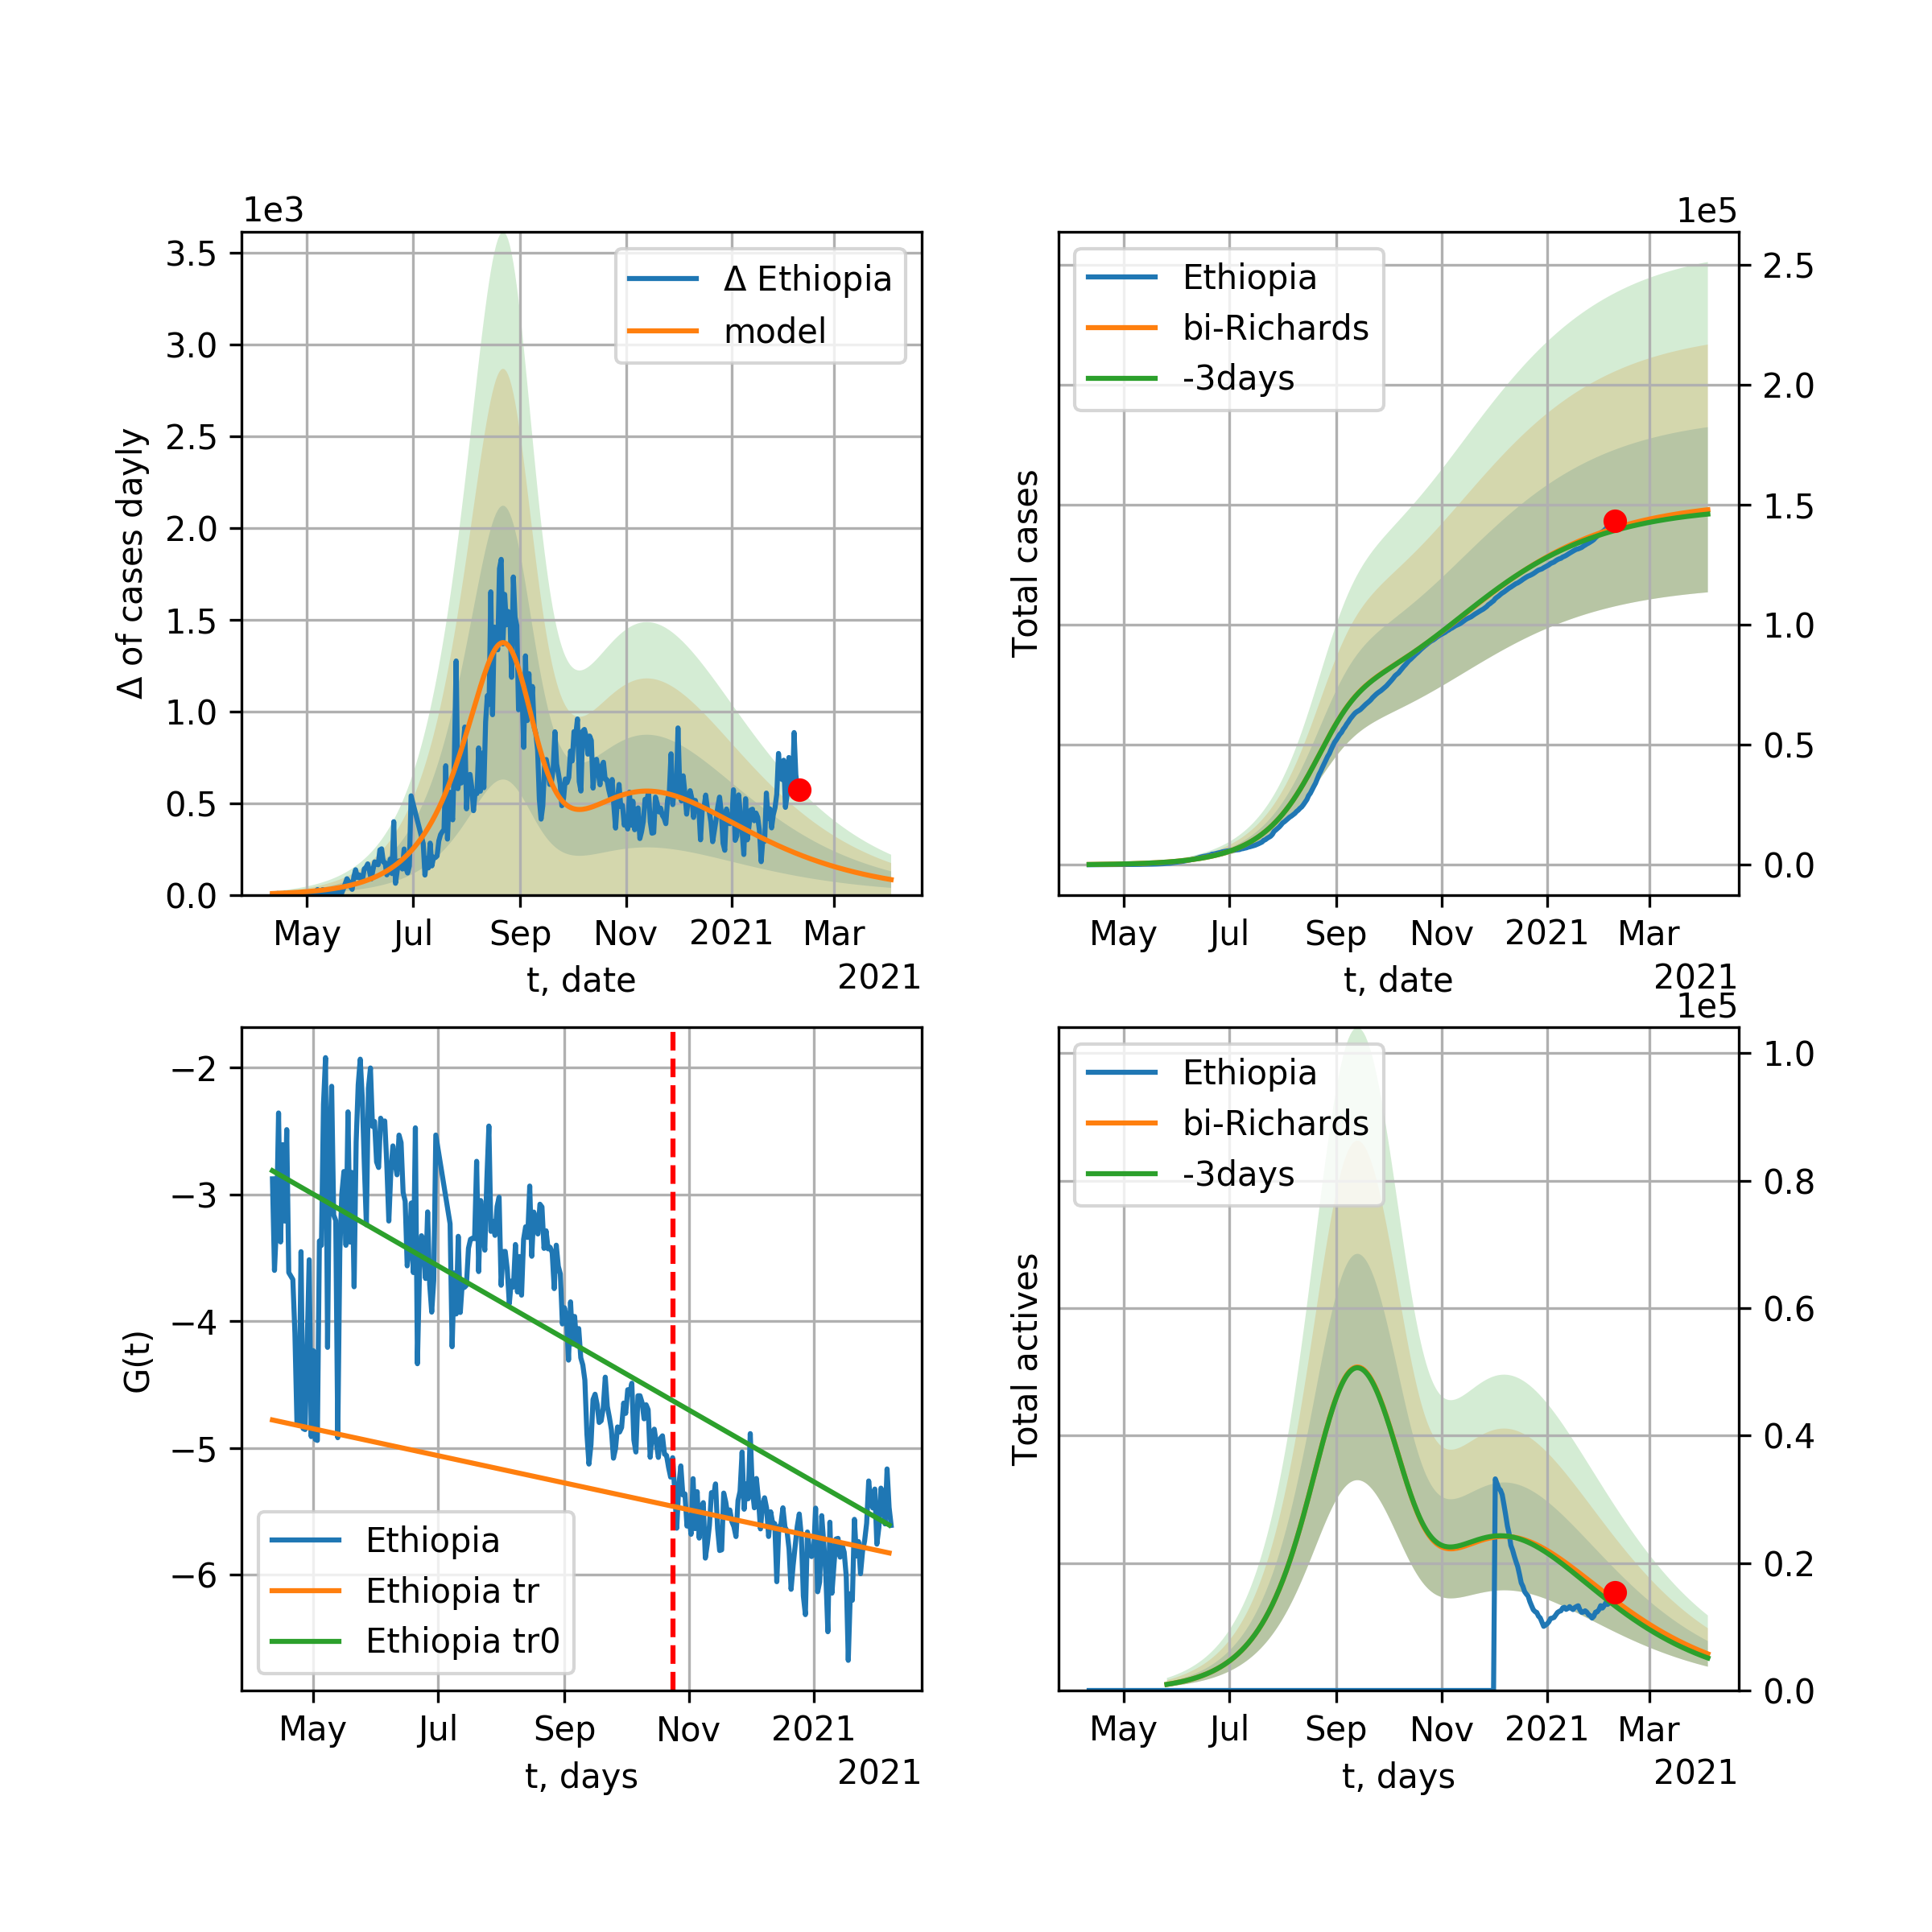 1e3
Δ of cases dayly
3.5
3.0
2.5
2.0
1.5
1.0
0.5
0.0
Δ Ethiopia
model
May Jul Sep Nov 2021 Mar
t, date
2021
1e5
Total cases
Ethiopia
bi-Richards
-3days
2.5
2.0
1.5
1.0
0.5
0.0
May Jul Sep Nov 2021 Mar
t, date
2021
G(t)
−2
−3
−4
−5
−6
Ethiopia
Ethiopia tr
Ethiopia tr0
May Jul Sep Nov 2021
t, days
2021
1e5
Total actives
Ethiopia
bi-Richards
-3days
1.0
0.8
0.6
0.4
0.2
0.0
May Jul Sep Nov 2021 Mar
t, days
2021